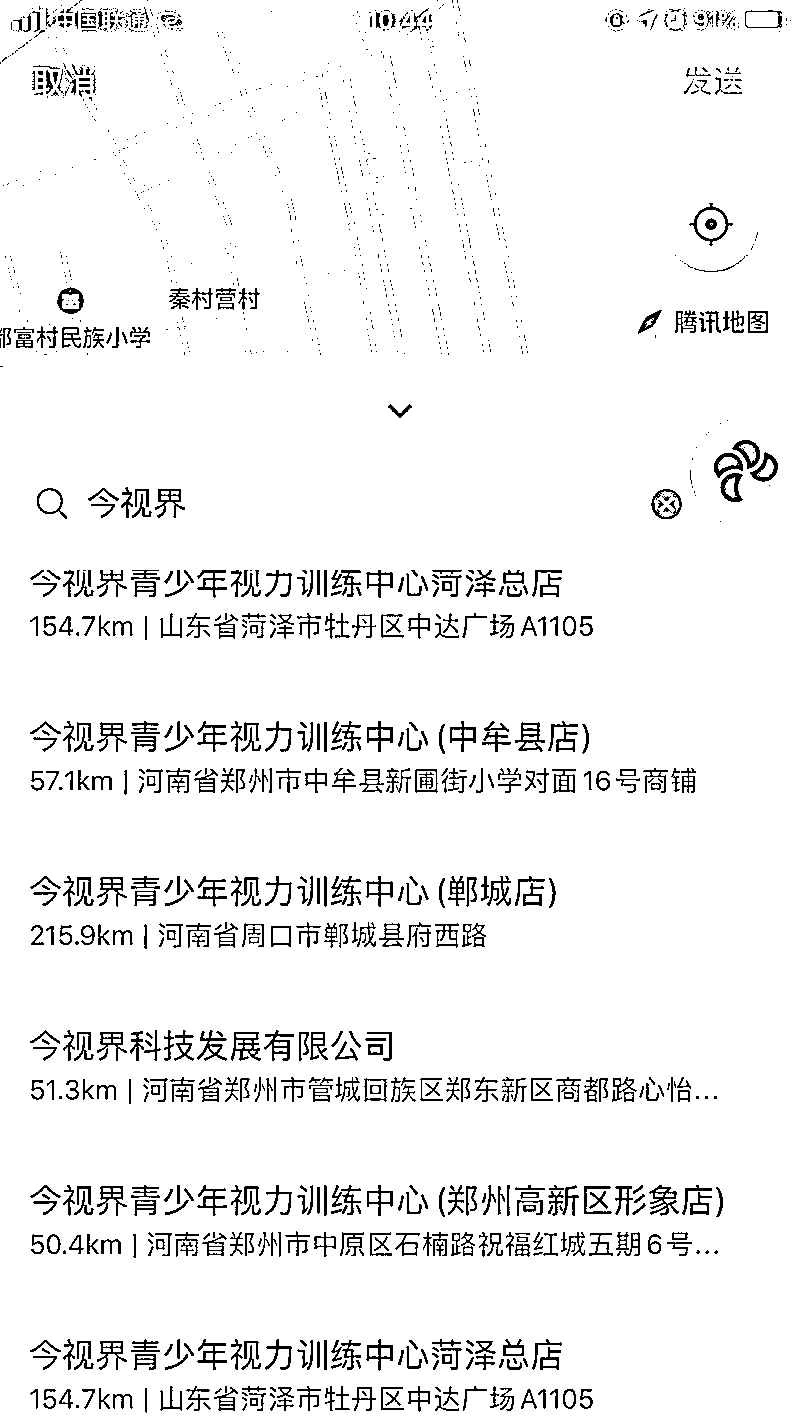 中国联通 10:44 91%
取消 发送
秦村营村
郭富村民族小学
腾讯地图
今视界
今视界青少年视力训练中心菏泽总店
154.7km | 山东省菏泽市牡丹区中达广场A1105
今视界青少年视力训练中心(中牟县店)
57.1km | 河南省郑州市中牟县新圃街小学对面16号商铺
今视界青少年视力训练中心(郸城店)
215.9km | 河南省周口市郸城县府西路
今视界科技发展有限公司
51.3km | 河南省郑州市管城回族区郑东新区商都路心怡...
今视界青少年视力训练中心(郑州高新区形象店)
50.4km | 河南省郑州市中原区石楠路祝福红城五期6号...
今视界青少年视力训练中心菏泽总店
154.7km | 山东省菏泽市牡丹区中达广场A1105